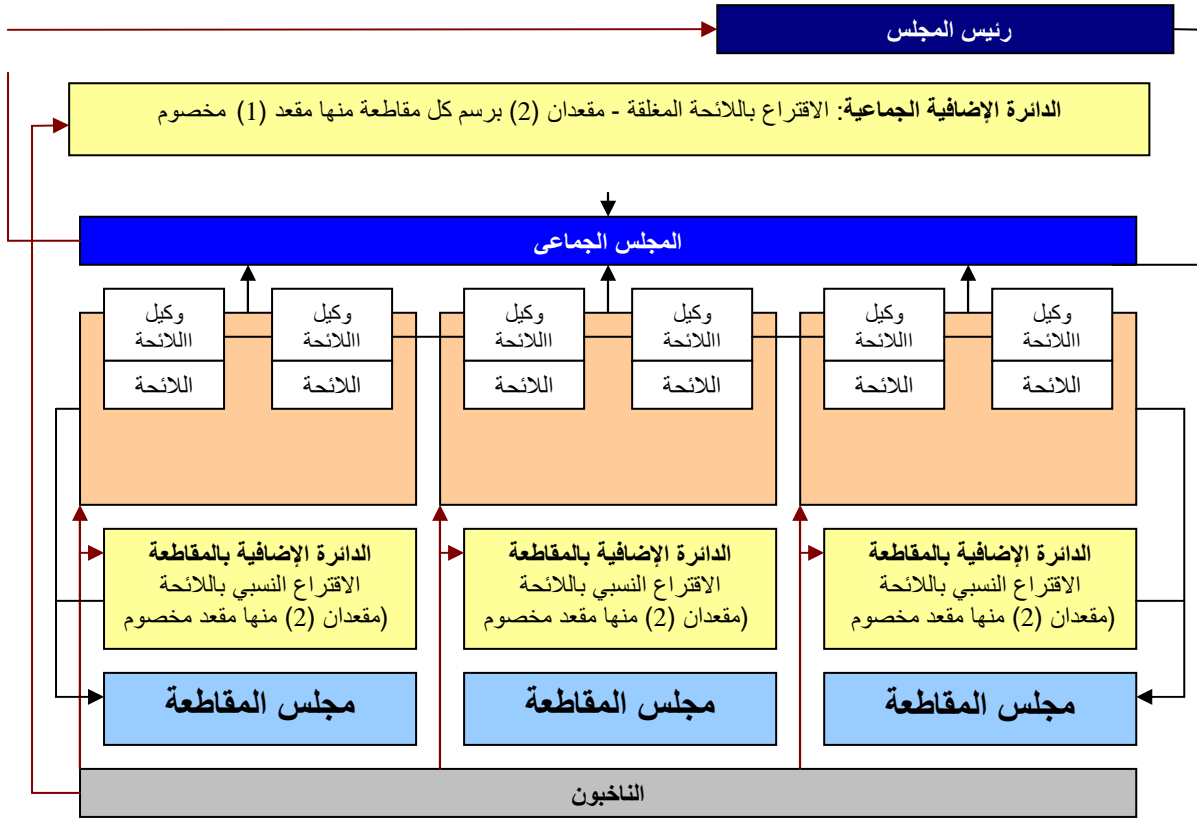 رئيس المجلس
الدائرة الإضافية الجماعية: الاقتراع باللائحة المغلقة - مقعدان (2) برسم كل مقاطعة منها مقعد (1) مخصوم
المجلس الجماعى
وكيل
االلائحة
وكيل
االلائحة
وكيل
االلائحة
وكيل
االلائحة
وكيل
االلائحة
وكيل
االلائحة
اللائحة
اللائحة
اللائحة
اللائحة
اللائحة
اللائحة
الدائرة الإضافية بالمقاطعة
الاقتراع النسبي باللائحة
(مقعدان (2) منها مقعد مخصوم
الدائرة الإضافية بالمقاطعة
الاقتراع النسبي باللائحة
(مقعدان (2) منها مقعد مخصوم
الدائرة الإضافية بالمقاطعة
الاقتراع النسبي باللائحة
(مقعدان (2) منها مقعد مخصوم
مجلس المقاطعة
مجلس المقاطعة
مجلس المقاطعة
الناخبون